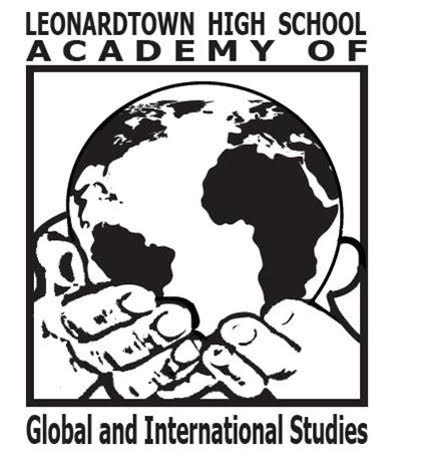 LEONARDTOWN HIGH SCHOOL
ACADEMY OF
Global and International Studies